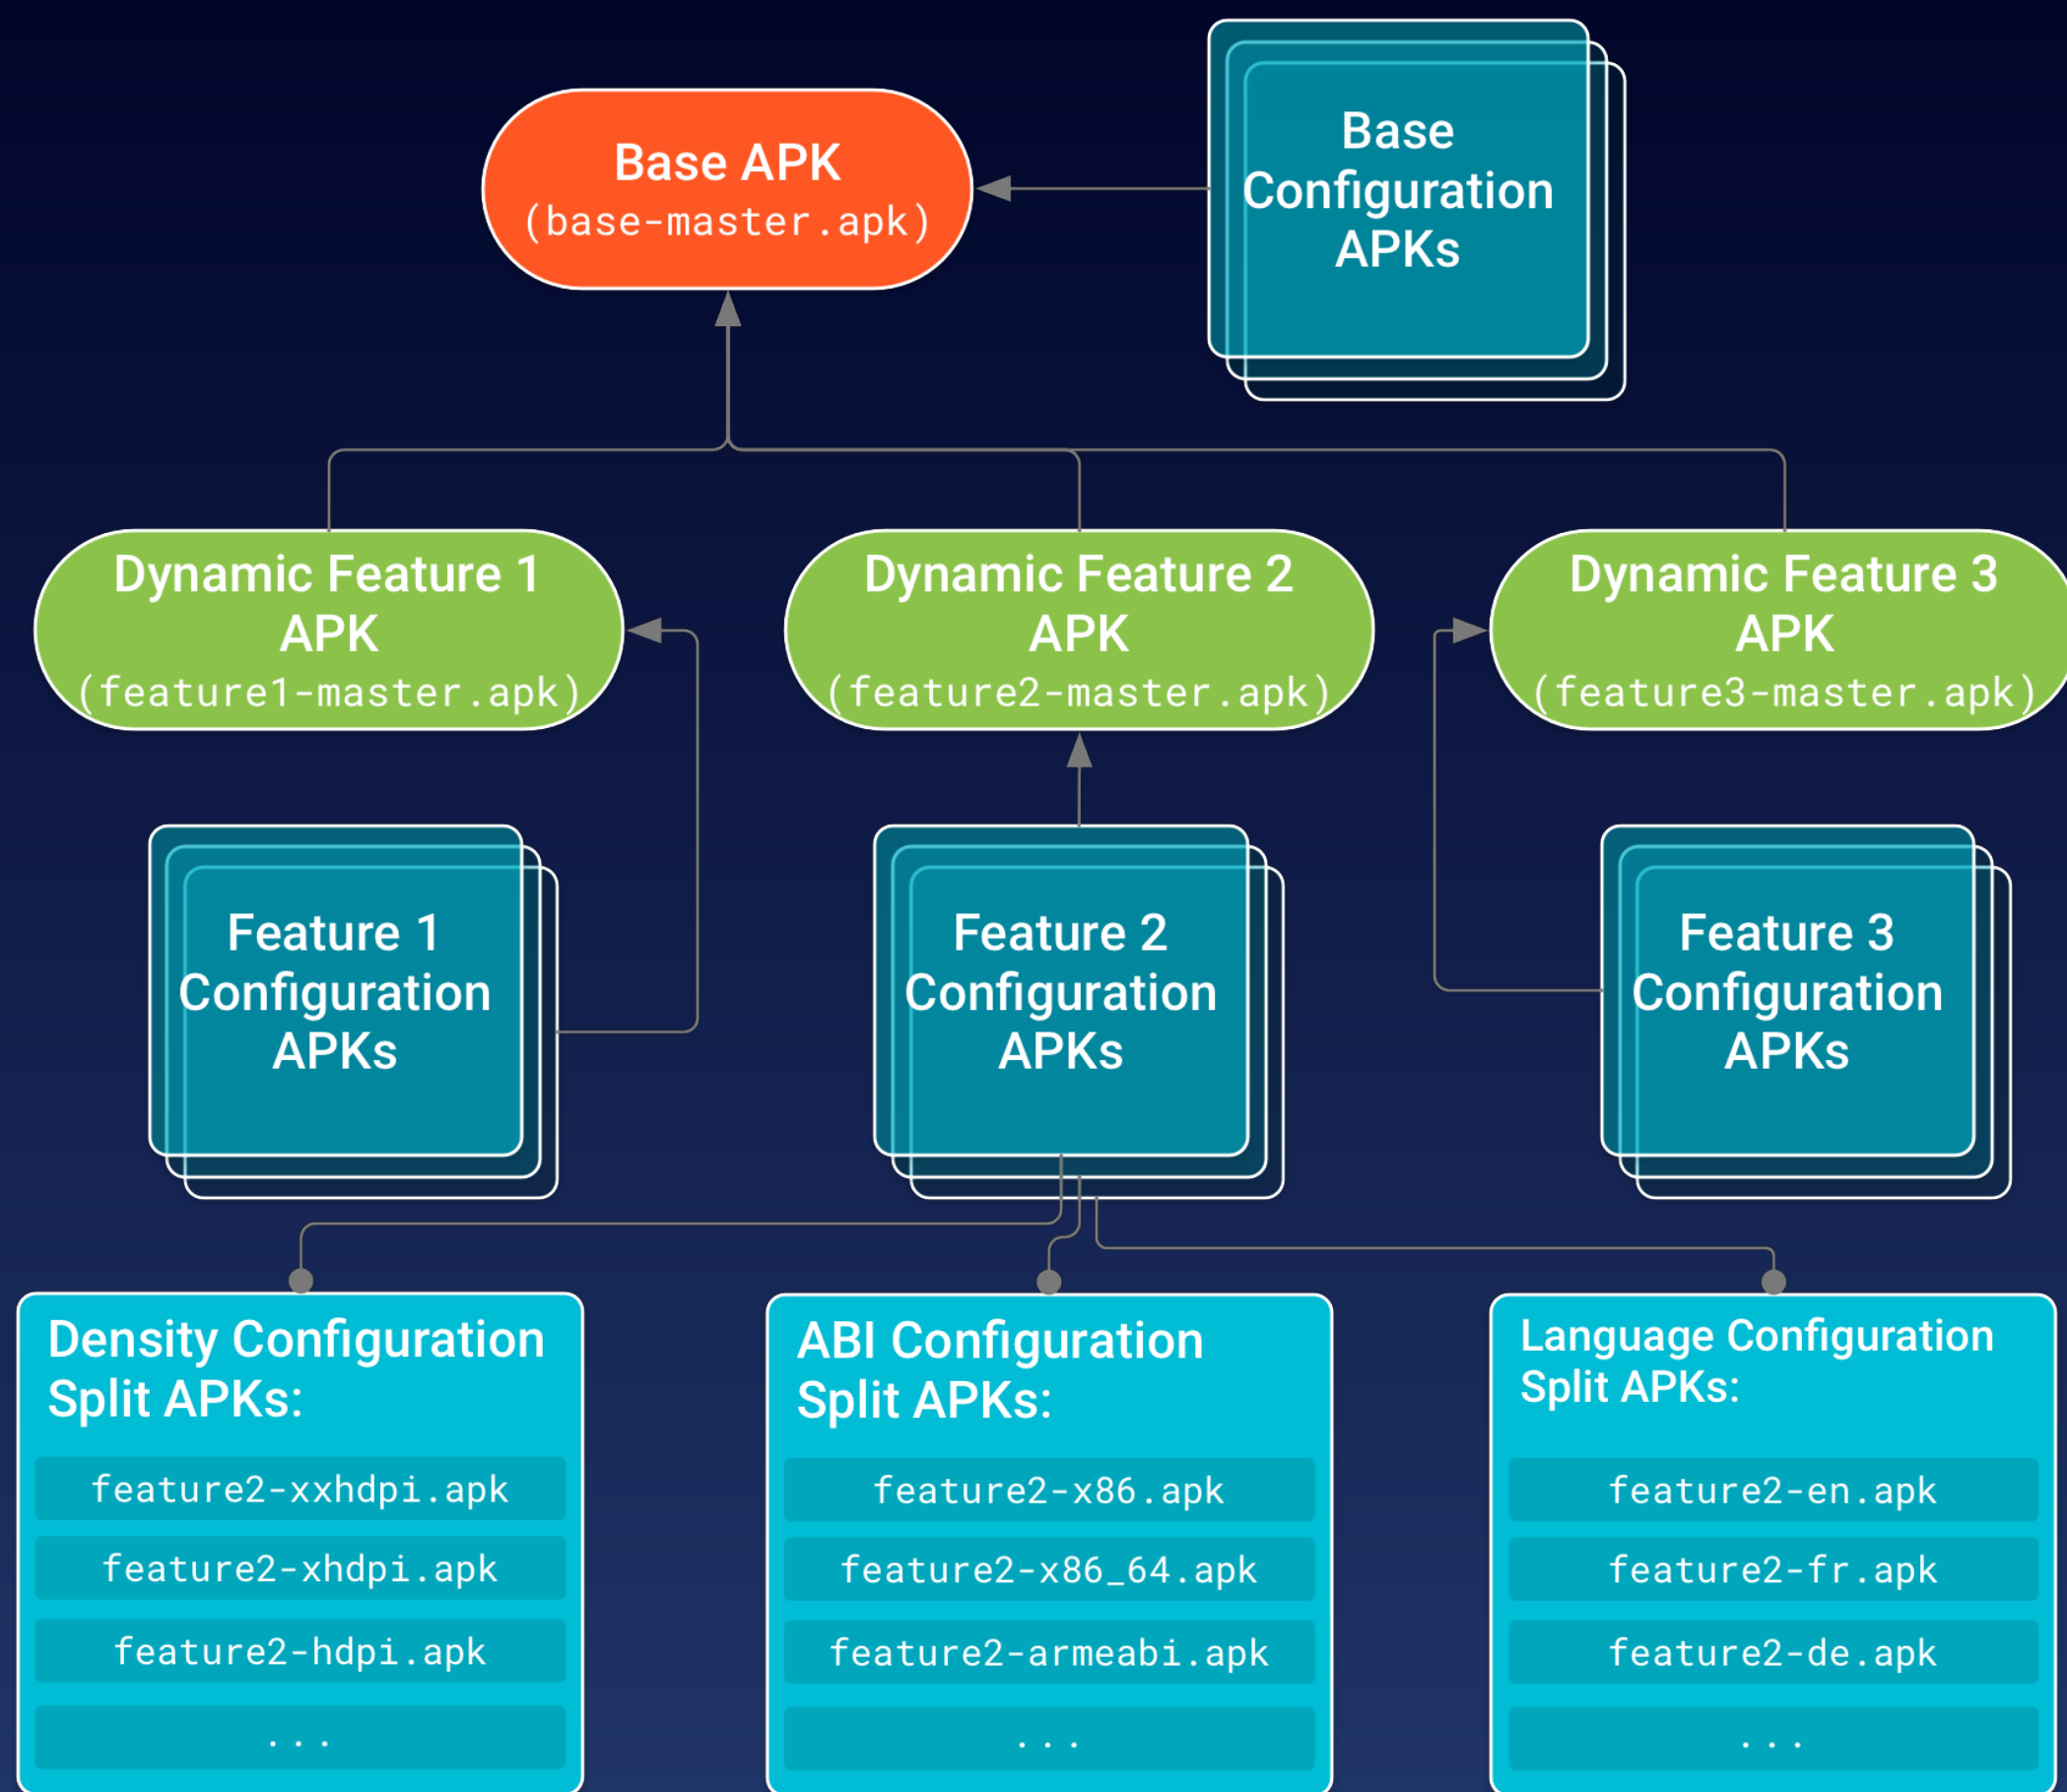 Base APK
(base-master.apk)
Base
Configuration
APKs
Dynamic Feature 1
APK
(feature1-master.apk)
Dynamic Feature 2
APK
(feature2-master.apk)
Dynamic Feature 3
APK
(feature3-master.apk)
Feature 1
Configuration
APKs
Feature 2
Configuration
APKs
Feature 3
Configuration
APKs
Density Configuration
Split APKs:
feature2-xxhdpi.apk
feature2-xhdpi.apk
feature2-hdpi.apk
...
ABI Configuration
Split APKs:
feature2-x86.apk
feature2-x86_64.apk
feature2-armeabi.apk
...
Language Configuration
Split APKs:
feature2-en.apk
feature2-fr.apk
feature2-de.apk
...